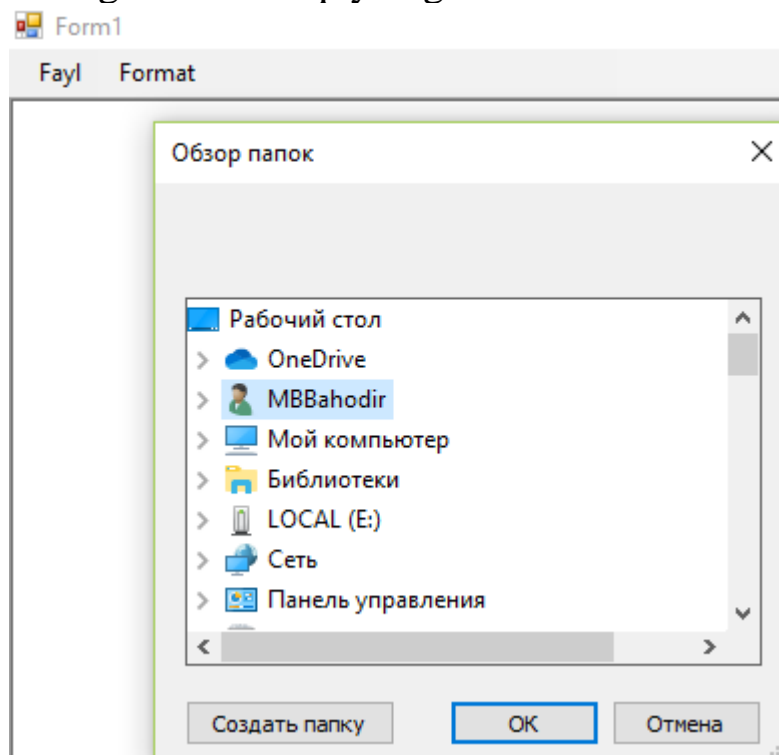 Form1
Fayl Format
Обзор папок
Рабочий стол
OneDrive
MBBahodir
Мой компьютер
Библиотеки
LOCAL (E:)
Сеть
Панель управления
Создать папку OK Отмена